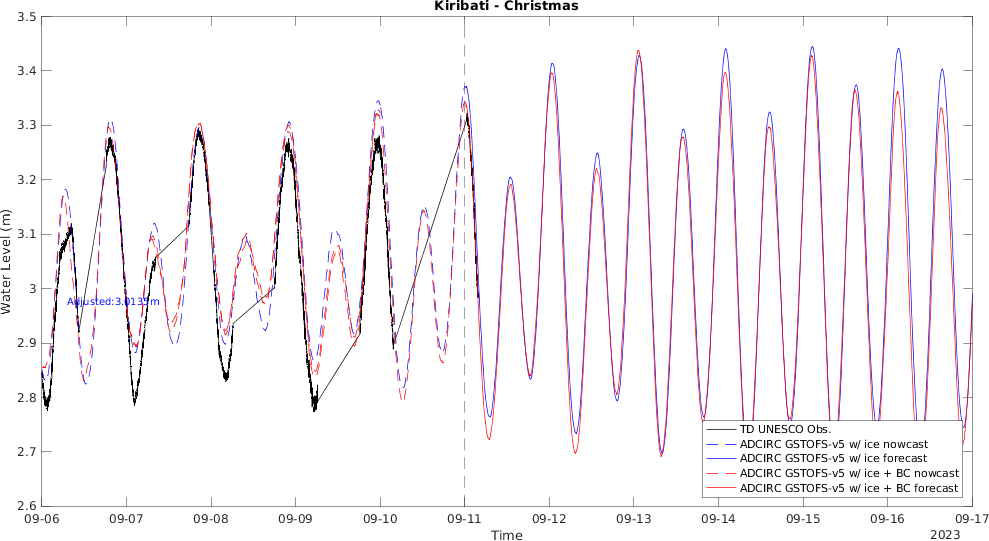 Kiribati - Christmas
3.5
3.4
3.3
3.2
3.1
3
2.9
2.8
2.7
2.6
Water Level (m)
Adjusted:3.0135m
TD UNESCO Obs.
ADCIRC GSTOFS-v5 w/ ice nowcast
ADCIRC GSTOFS-v5 w/ ice forecast
ADCIRC GSTOFS-v5 w/ ice + BC nowcast
ADCIRC GSTOFS-v5 w/ ice + BC forecast
09-06 09-07 09-08 09-09 09-10 09-11 09-12 09-13 09-14 09-15 09-16 09-17
Time
2023